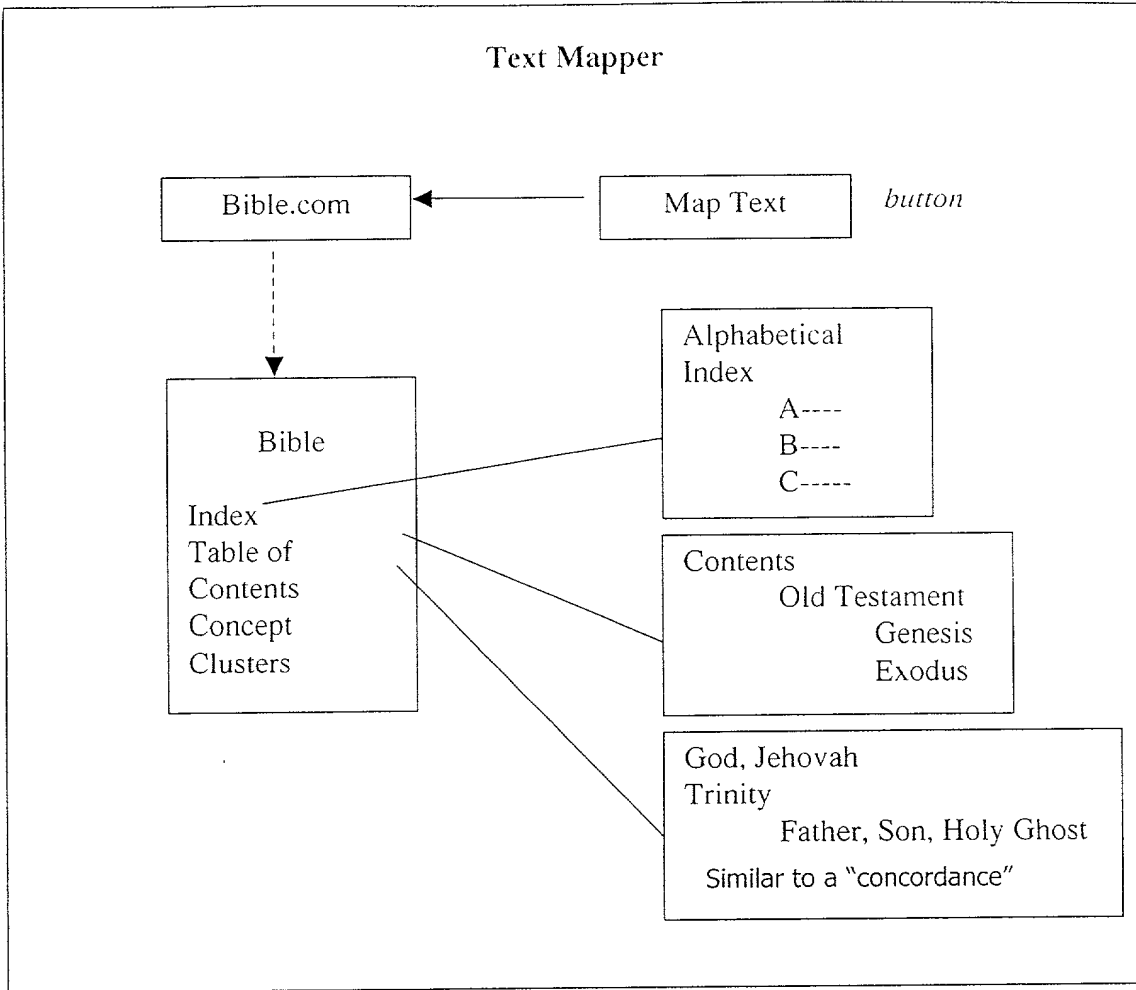 Text Mapper
Bible.com
Map Text
button
Bible
Index
Table of
Contents
Concept
Clusters
Alphabetical
Index
A----
B----
C-----
Contents
Old Testament
Genesis
Exodus
God, Jehovah
Trinity
Father, Son, Holy Ghost
Similar to a “concordance”